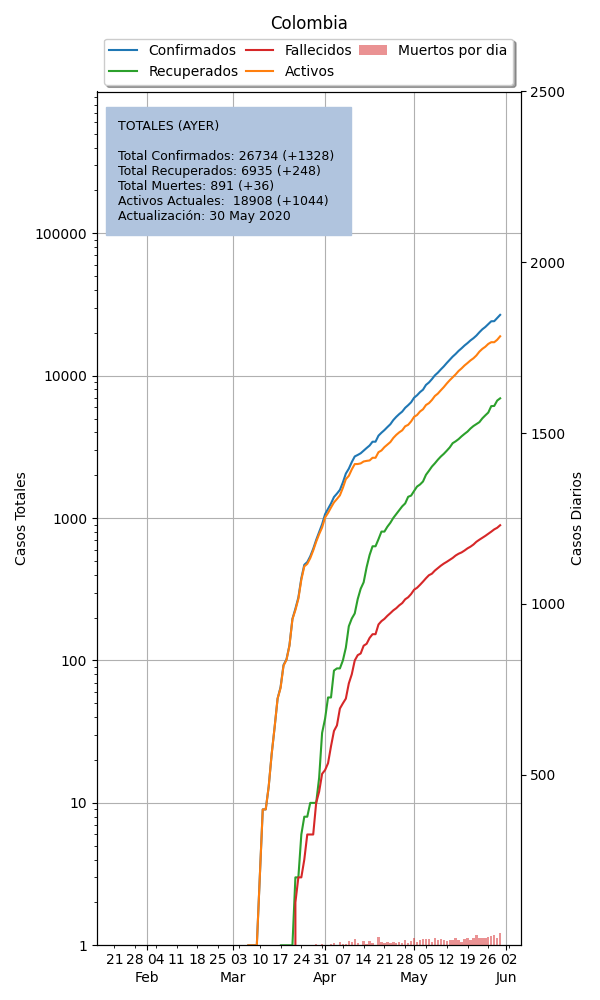 Colombia
Confirmados Fallecidos Muertos por dia
Recuperados Activos
TOTALES (AYER)
Total Confirmados: 26734 (+1328)
Total Recuperados: 6935 (+248)
Total Muertes: 891 (+36)
Activos Actuales:  18908 (+1044)
Actualización: 30 May 2020
2500
100000
2000
10000
1500
Casos Totales
Casos Diarios
1000
1000
100
500
10
1
21 28 04 11 18 25 03 10 17 24 31 07 14 21 28 05 12 19 26 02
Feb Mar Apr May Jun